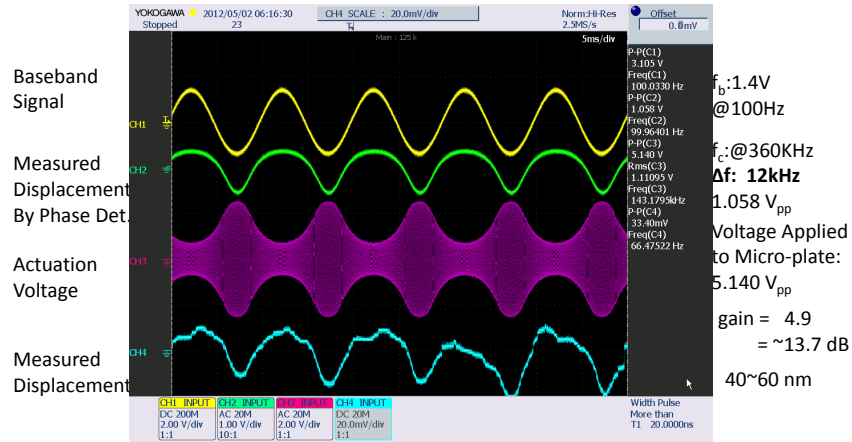 YOKOGAWA 2012/05/02 06:16:30
Stopped 23
CH4 SCALE : 20.0mV/div
Norm:Hi-Res
2.5MS/s
Offset
0.0mV
Main : 125 k
5ms/div
Baseband
Signal
Measured
Displacement
By Phase Det.
Actuation
Voltage
Measured
Displacement
CH1
CH2
CH3
CH4
P-P(C1)
3.105 V
Freq(C1)
100.0330 Hz
P-P(C2)
1.058 V
Freq(C2)
99.96401 Hz
P-P(C3)
5.140 V
Rms(C3)
1.11095 V
Freq(C3)
143.1795kHz
P-P(C4)
33.40mV
Freq(C4)
66.47522 Hz
fb:1.4V
@100Hz
fc:@360KHz
Δf: 12kHz
1.058 Vpp
Voltage Applied
to Micro-plate:
5.140 Vpp
gain = 4.9
= ~13.7 dB
40~60 nm
CH1 INPUT
DC 200M
2.00 V/div
1:1
CH2 INPUT
AC 20M
1.00 V/div
10:1
CH3 INPUT
AC 20M
2.00 V/div
1:1
CH4 INPUT
DC 20M
20.0mV/div
1:1
Width Pulse
More than
T1 20.0000ns